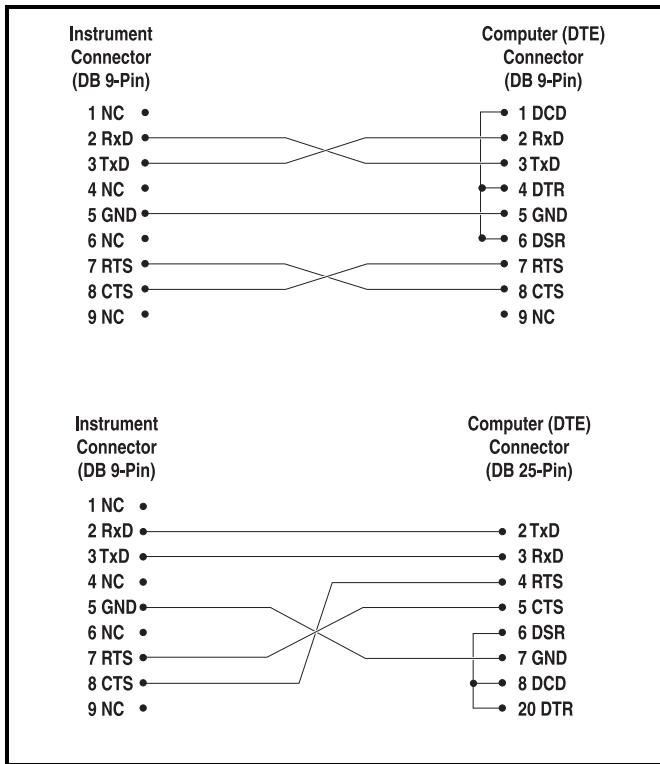 Instrument
Connector
(DB 9-Pin)
Computer (DTE)
Connector
(DB 9-Pin)
1 NC
2 RxD
3 TxD
4 NC
5 GND
6 NC
7 RTS
8 CTS
9 NC
1 DCD
2 RxD
3 TxD
4 DTR
5 GND
6 DSR
7 RTS
8 CTS
9 NC
Instrument
Connector
(DB 9-Pin)
Computer (DTE)
Connector
(DB 25-Pin)
1 NC
2 RxD
3 TxD
4 NC
5 GND
6 NC
7 RTS
8 CTS
9 NC
2 TxD
3 RxD
4 RTS
5 CTS
6 DSR
7 GND
8 DCD
20 DTR